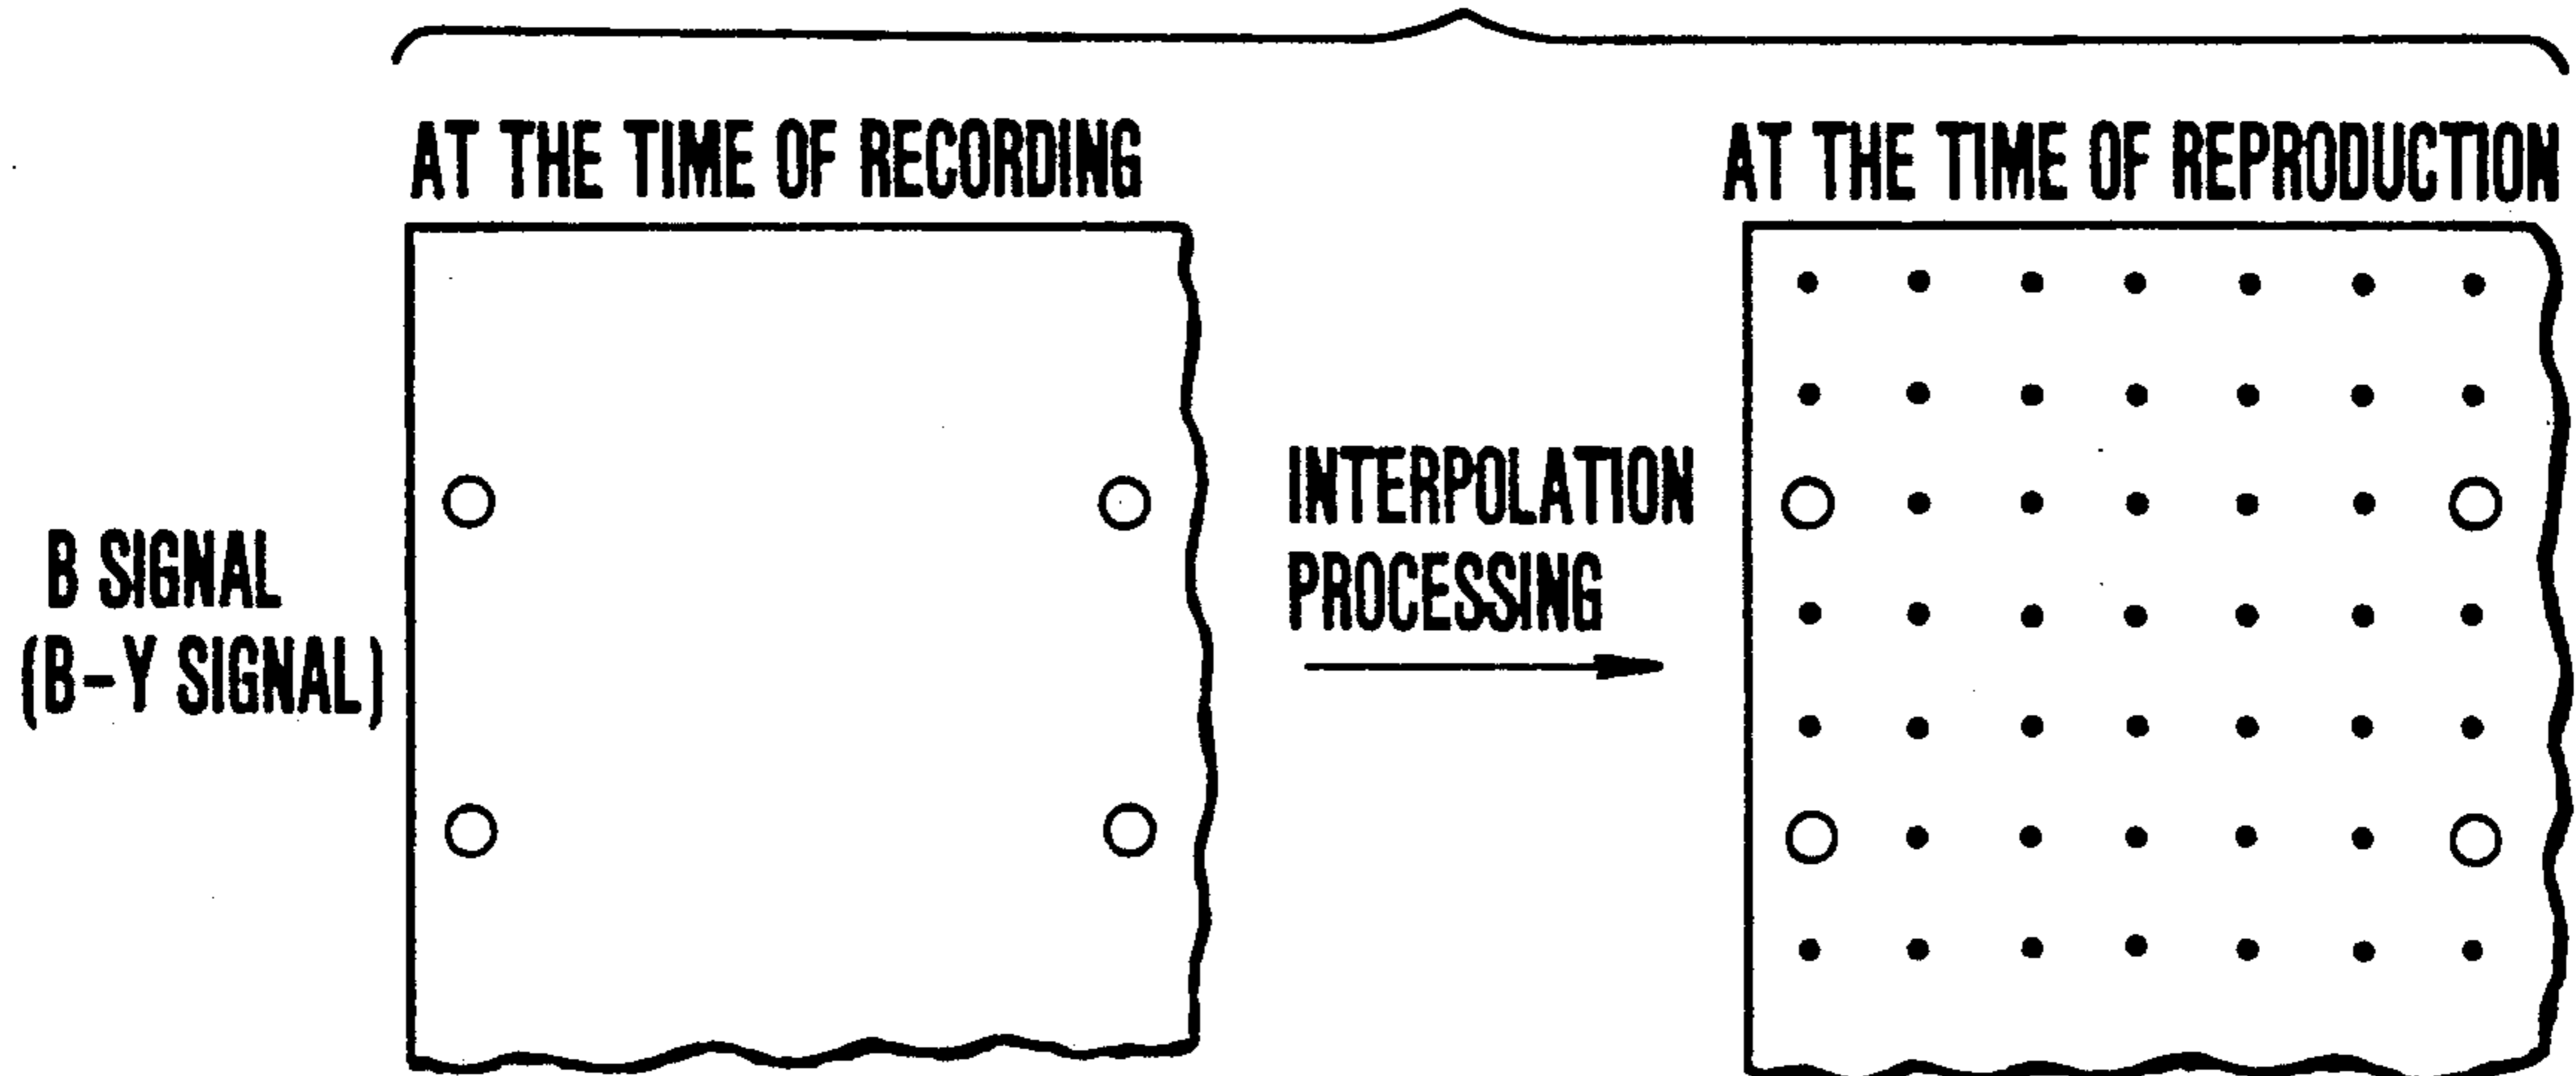 AT THE TIME OF RECORDING
AT THE TIME OF REPRODUCTION
B SIGNAL
(B-Y SIGNAL)
INTERPOLATION
PROCESSING